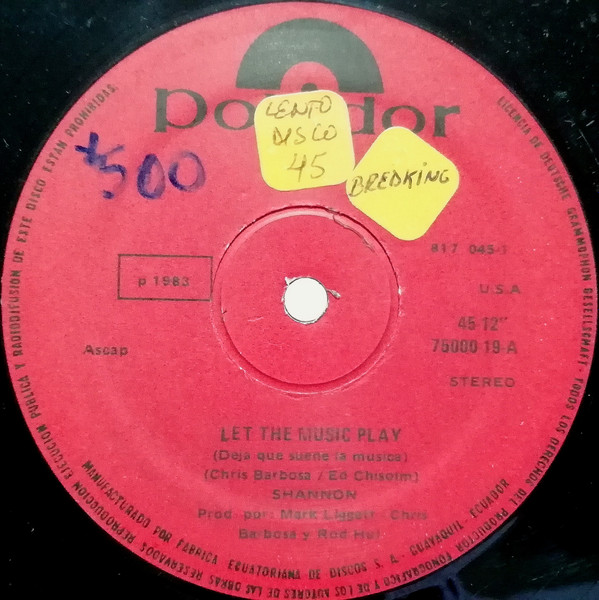 polydor
LENTO
DISCO
45
BREDKING
+500
817 045-1
p 1983
U.S.A
45-12"
Ascap
75000 19-A
STEREO
LET THE MUSIC PLAY
(Deja que suene la musica)
(Chris Barbosa / Ed Chisolm)
SHANNON
Prod. por: Mark Liggett - Chris
Barbosa y Rod Hui
LICENCIA DE DEUTSCHE GRAMMOPHON GESELLSCHAFT - TODOS LOS DERECHOS DEL PRODUCTOR FONOGRAFICO Y DE LOS AUTORES DE LAS OBRAS RESERVADOS REPRODUCCION EJECUCION PUBLICA Y RADIODIFUSION DE ESTE DISCO ESTAN PROHIBIDAS.
MANUFACTURADO POR FABRICA ECUATORIANA DE DISCOS S. A. - GUAYAQUIL - ECUADOR